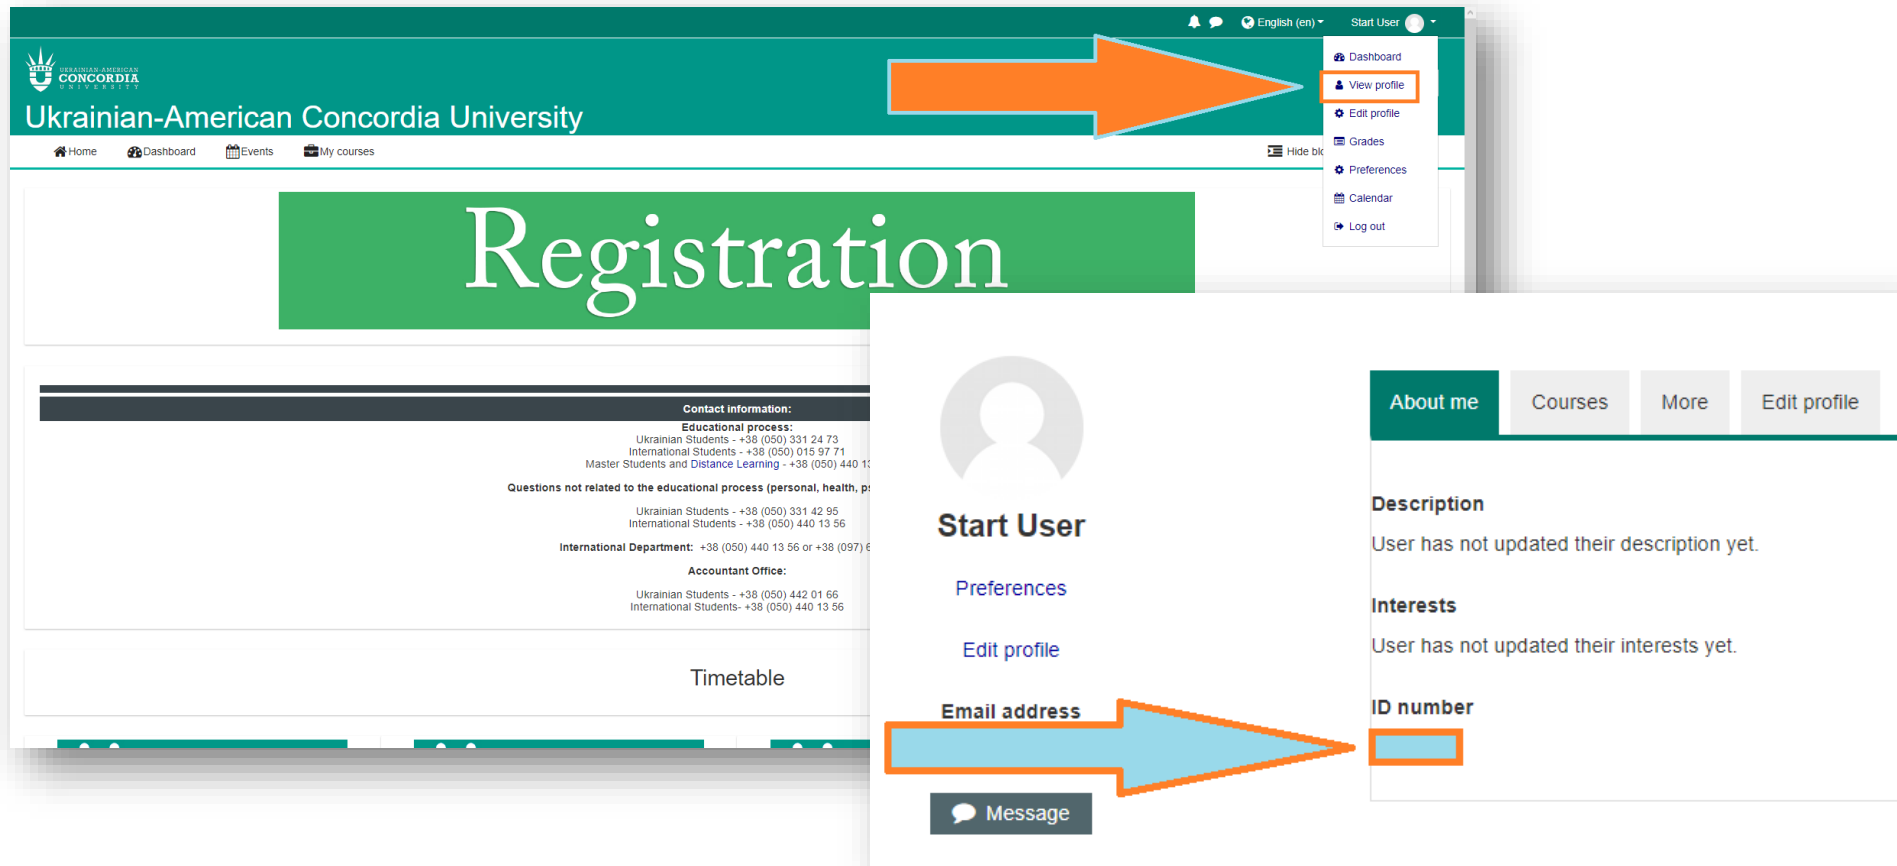 English (en)
Start User
UKRAINIAN-AMERICAN
CONCORDIA
UNIVERSITY
Ukrainian-American Concordia University
Home Dashboard Events My courses
Hide
Dashboard
View profile
Edit profile
Grades
Preferences
Calendar
Log out
Registration
Contact information:
Educational process:
Ukrainian Students - +38 (050) 331 24 73
International Students - +38 (050) 015 97 71
Master Students and Distance Learning - +38 (050) 440
Questions not related to the educational process (personal, health,
Ukrainian Students - +38 (050) 331 42 95
International Students - +38 (050) 440 13 56
International Department: +38 (050) 440 13 56 or +38 (097)
Accountant Office:
Ukrainian Students - +38 (050) 442 01 66
International Students- +38 (050) 440 13 56
Timetable
Start User
Preferences
Edit profile
Email address
Message
About me Courses More Edit profile
Description
User has not updated their description yet.
Interests
User has not updated their interests yet.
ID number